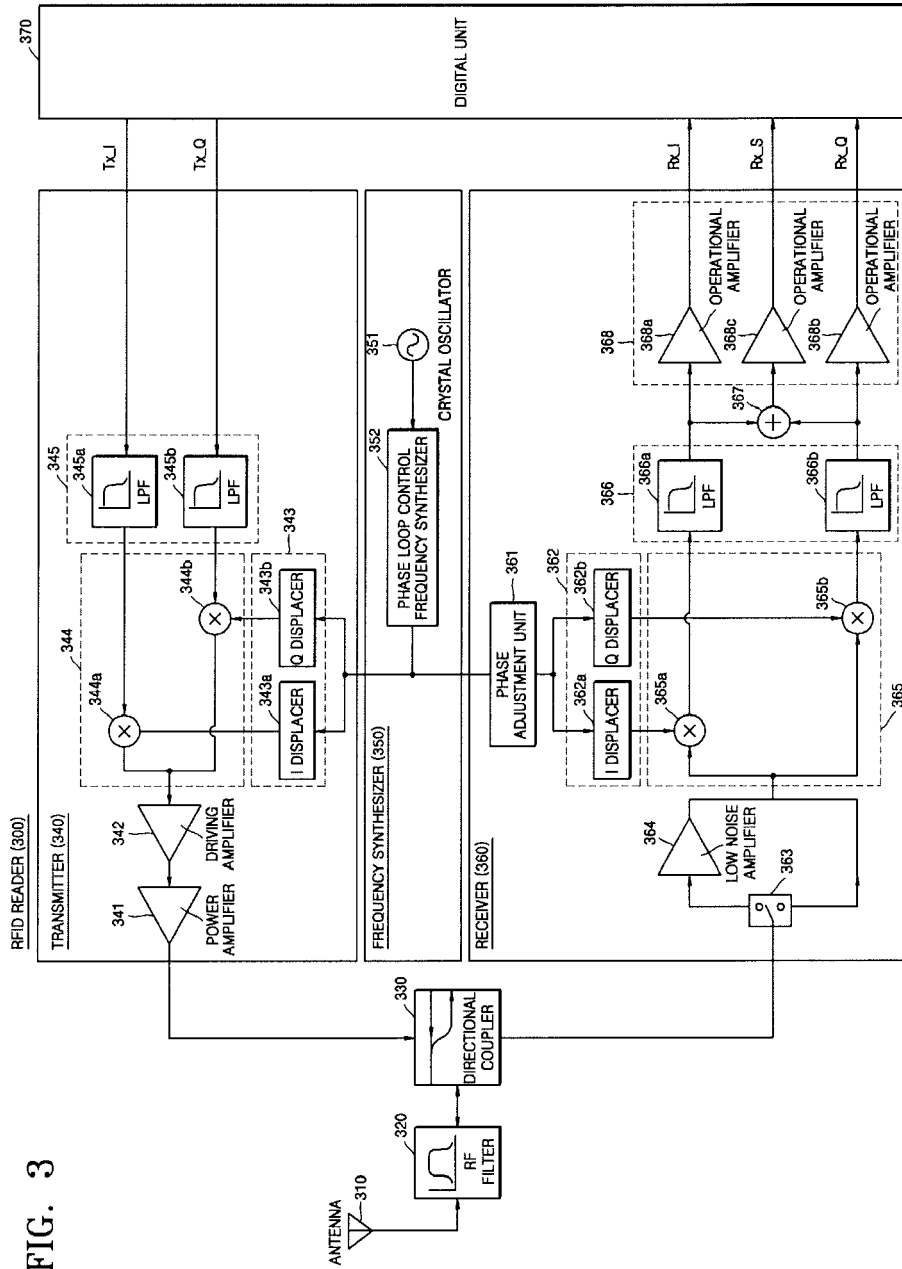 FIG. 3
RFID READER (300)
TRANSMITTER (340)
341
POWER
AMPLIFIER
342
DRIVING
AMPLIFIER
344
344a
344b
343
343a
I DISPLACER
343b
Q DISPLACER
345
345a
LPF
345b
LPF
Tx_I
Tx_Q
370
DIGITAL UNIT
ANTENNA
310
320
RF
FILTER
330
DIRECTIONAL
COUPLER
FREQUENCY SYNTHESIZER (350)
352
PHASE LOOP CONTROL
FREQUENCY SYNTHESIZER
351
CRYSTAL OSCILLATOR
RECEIVER (360)
361
PHASE
ADJUSTMENT UNIT
362
362a
I DISPLACER
362b
Q DISPLACER
363
364
LOW NOISE
AMPLIFIER
365a
365b
365
366
366a
LPF
366b
LPF
367
368
368a
OPERATIONAL
AMPLIFIER
368c
OPERATIONAL
AMPLIFIER
368b
OPERATIONAL
AMPLIFIER
Rx_I
Rx_S
Rx_Q